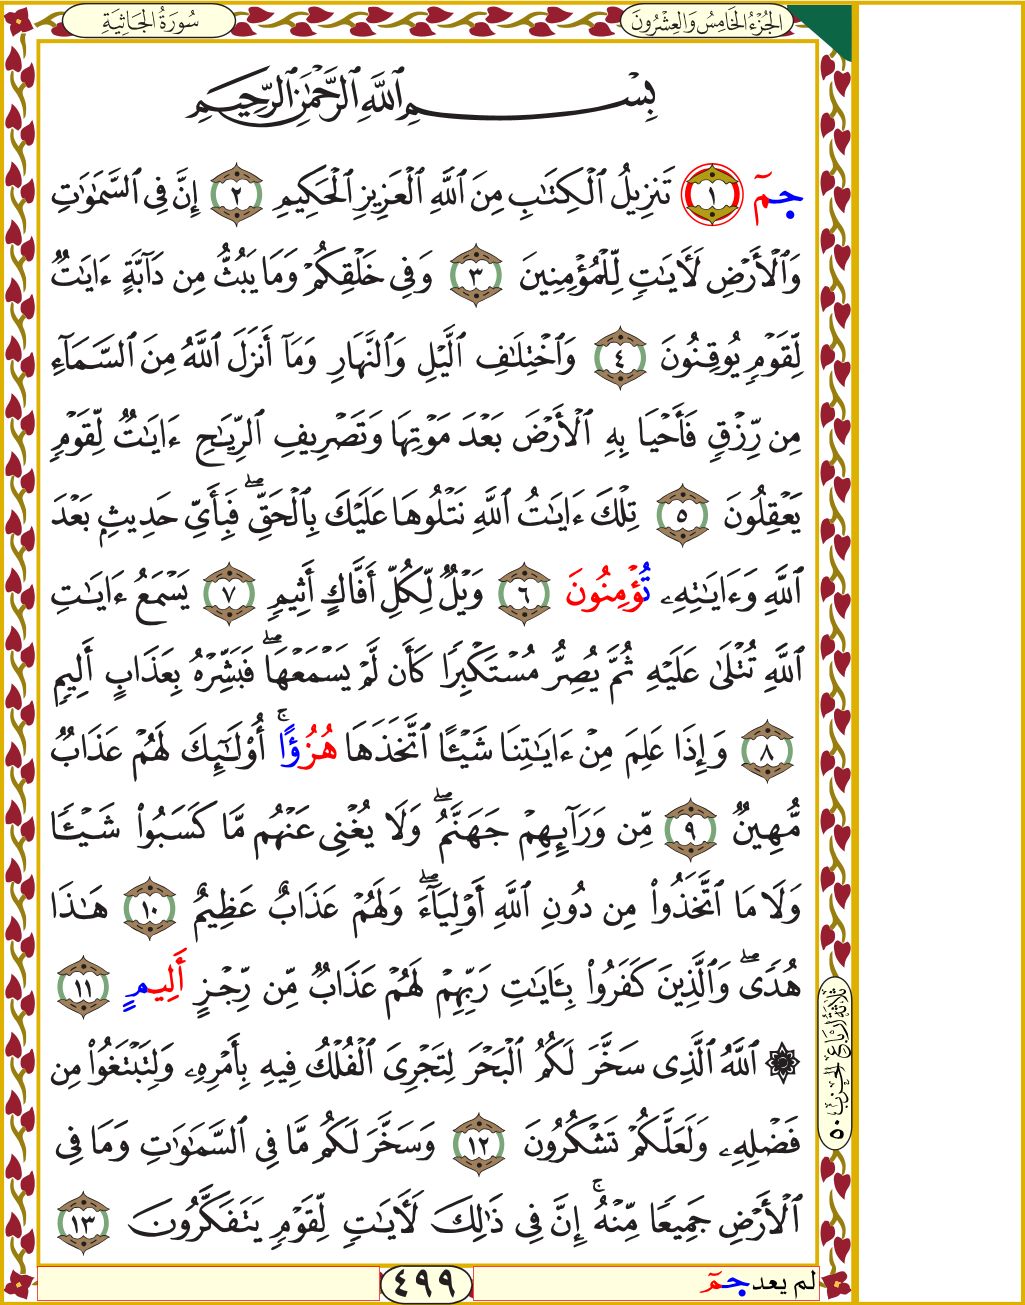 الجُزْءُ الخَامِسُ وَالعِشْرُونَ
سُورَةُ الجَاثِيَة
بِسْمِ ٱللَّهِ ٱلرَّحْمَٰنِ ٱلرَّحِيمِ
جمٓ ١ تَنزِيلُ ٱلْكِتَٰبِ مِنَ ٱللَّهِ ٱلْعَزِيزِ ٱلْحَكِيمِ ٢ إِنَّ فِى ٱلسَّمَٰوَٰتِ
وَٱلْأَرْضِ لَأَيَٰتٍ لِّلْمُؤْمِنِينَ ٣ وَفِى خَلْقِكُمْ وَمَا يَبُثُّ مِن دَآبَّةٍ ءَايَٰتٌ
لِّقَوْمٍ يُوقِنُونَ ٤ وَٱخْتِلَٰفِ ٱلَّيْلِ وَٱلنَّهَارِ وَمَآ أَنزَلَ ٱللَّهُ مِنَ ٱلسَّمَآءِ
مِن رِّزْقٍ فَأَحْيَا بِهِ ٱلْأَرْضَ بَعْدَ مَوْتِهَا وَتَصْرِيفِ ٱلرِّيَٰحِ ءَايَٰتٌ لِّقَوْمٍ
يَعْقِلُونَ ٥ تِلْكَ ءَايَٰتُ ٱللَّهِ نَتْلُوهَا عَلَيْكَ بِٱلْحَقِّۖ فَبِأَىِّ حَدِيثٍۭ بَعْدَ
ٱللَّهِ وَءَايَٰتِهِۦ تُؤْمِنُونَ ٦ وَيْلٌ لِّكُلِّ أَفَّاكٍ أَثِيمٍ ٧ يَسْمَعُ ءَايَٰتِ
ٱللَّهِ تُتْلَىٰ عَلَيْهِ ثُمَّ يُصِرُّ مُسْتَكْبِرًا كَأَن لَّمْ يَسْمَعْهَاۖ فَبَشِّرْهُ بِعَذَابٍ أَلِيمٍ
٨ وَإِذَا عَلِمَ مِنْ ءَايَٰتِنَا شَيْـًٔا ٱتَّخَذَهَا هُزُؤًاۚ أُو۟لَٰٓئِكَ لَهُمْ عَذَابٌ
مُّهِينٌ ٩ مِّن وَرَآئِهِمْ جَهَنَّمُۖ وَلَا يُغْنِى عَنْهُم مَّا كَسَبُوا۟ شَيْـًٔا
وَلَا مَا ٱتَّخَذُوا۟ مِن دُونِ ٱللَّهِ أَوْلِيَآءَۖ وَلَهُمْ عَذَابٌ عَظِيمٌ ١٠ هَٰذَا
هُدًىۖ وَٱلَّذِينَ كَفَرُوا۟ بِـَٔايَٰتِ رَبِّهِمْ لَهُمْ عَذَابٌ مِّن رِّجْزٍ أَلِيمٍ ١١
۞ ٱللَّهُ ٱلَّذِى سَخَّرَ لَكُمُ ٱلْبَحْرَ لِتَجْرِىَ ٱلْفُلْكُ فِيهِ بِأَمْرِهِۦ وَلِتَبْتَغُوا۟ مِن
فَضْلِهِۦ وَلَعَلَّكُمْ تَشْكُرُونَ ١٢ وَسَخَّرَ لَكُم مَّا فِى ٱلسَّمَٰوَٰتِ وَمَا فِى
ٱلْأَرْضِ جَمِيعًا مِّنْهُۚ إِنَّ فِى ذَٰلِكَ لَأَيَٰتٍ لِّقَوْمٍ يَتَفَكَّرُونَ ١٣
ثلاثة أرباع الحزب ٥٠
لم يعد جمٓ
٤٩٩